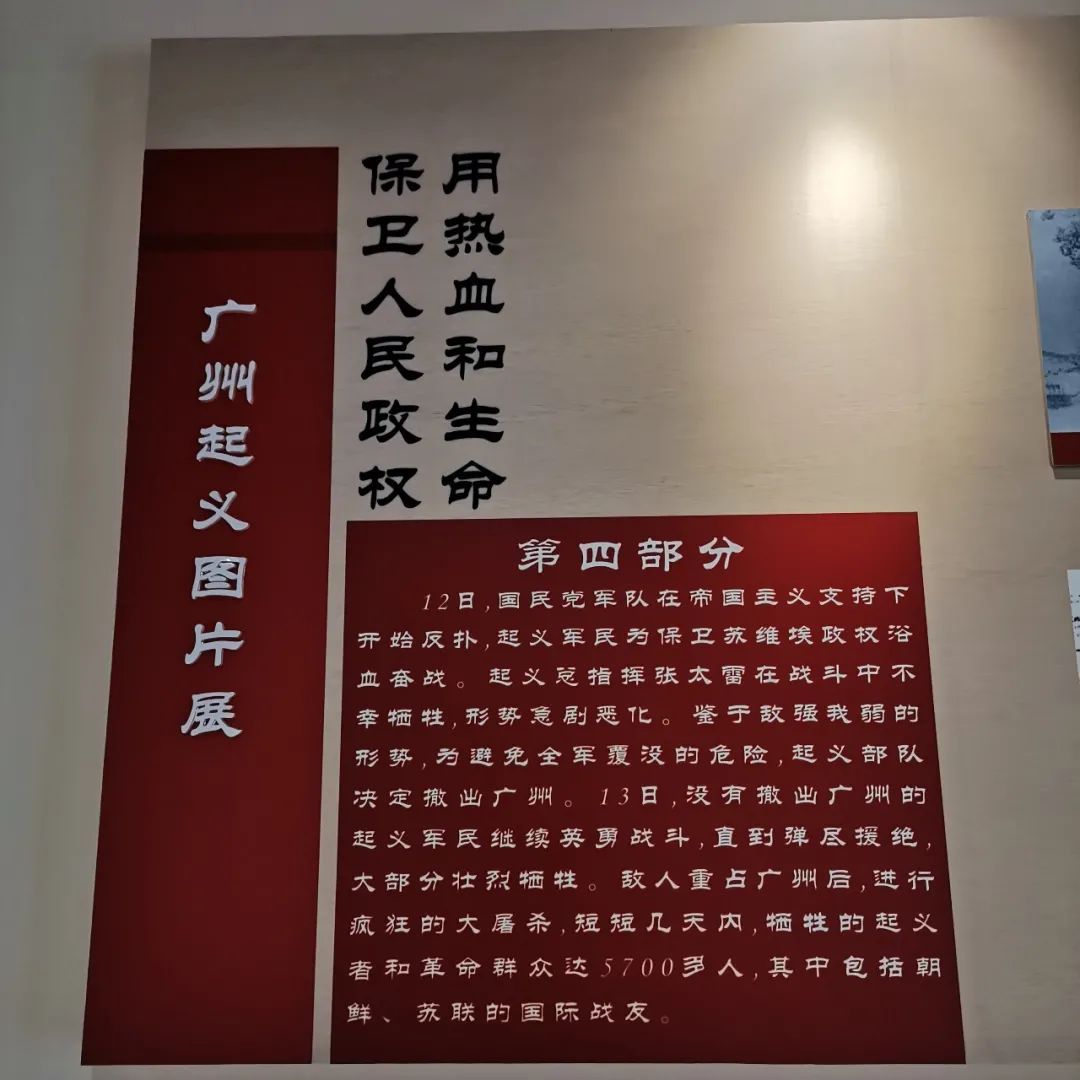 广州起义图片展
用热血和生命
保卫人民政权
第四部分
12日,国民党军队在帝国主义支持下
开始反扑,起义军民为保卫苏维埃政权浴
血奋战。起义总指挥张太雷在战斗中不
幸牺牲,形势急剧恶化。鉴于敌强我弱的
形势,为避免全军覆没的危险,起义部队
决定撤出广州。13日,没有撤出广州的
起义军民继续英勇战斗,直到弹尽援绝,
大部分壮烈牺牲。敌人重占广州后,进行
疯狂的大屠杀,短短几天内,牺牲的起义
者和革命群众达5700多人,其中包括朝
鲜、苏联的国际战友。